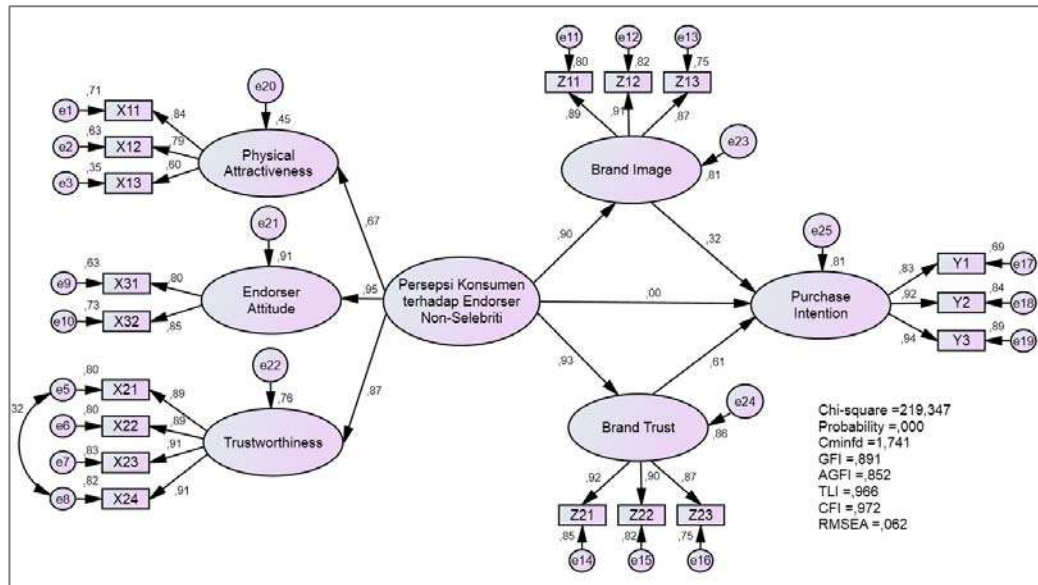 e11
e12
e13
,80
,82
,75
Z11
Z12
Z13
,89
,91
,87
e20
,45
,71
e1
X11
,84
,63
e2
X12
,79
,35
e3
X13
,60
Physical
Attractiveness
e23
Brand Image
,81
e21
,91
,67
,90
,32
e25
,81
,63
e9
X31
,80
,73
e10
X32
,85
Endorser
Attitude
,95
Persepsi Konsumen
terhadap Endorser
Non-Selebriti
,00
Purchase
Intention
,83
Y1
,69
e17
,92
Y2
,84
e18
,94
Y3
,89
e19
e22
,76
,87
,93
,61
32
,80
e5
X21
,89
,80
e6
X22
,89
,83
e7
X23
,91
,82
e8
X24
,91
Trustworthiness
e24
Brand Trust
,86
,92
,90
,87
Z21
Z22
Z23
,85
,82
,75
e14
e15
e16
Chi-square =219,347
Probability =,000
Cminfd =1,741
GFI =,891
AGFI =,852
TLI =,966
CFI =,972
RMSEA =,062